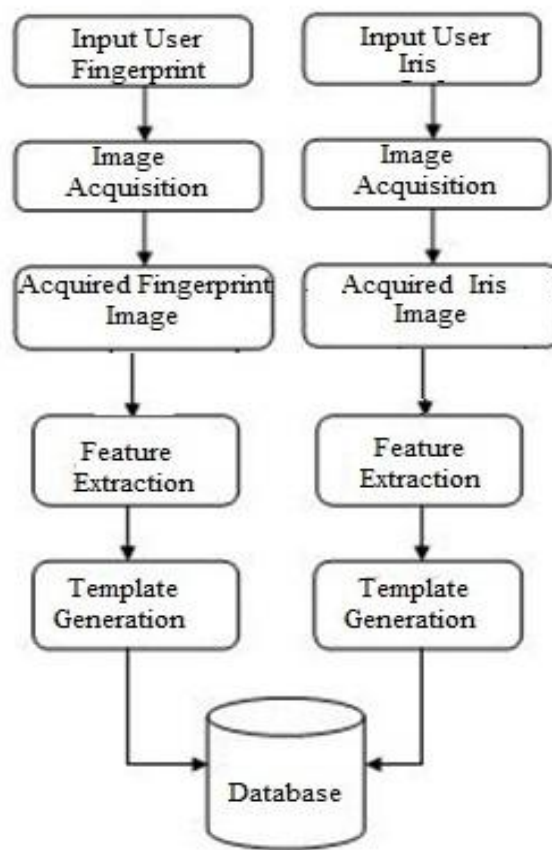 Input User
Fingerprint
Image
Acquisition
Acquired Fingerprint
Image
Feature
Extraction
Template
Generation
Input User
Iris
Image
Acquisition
Acquired Iris
Image
Feature
Extraction
Template
Generation
Database